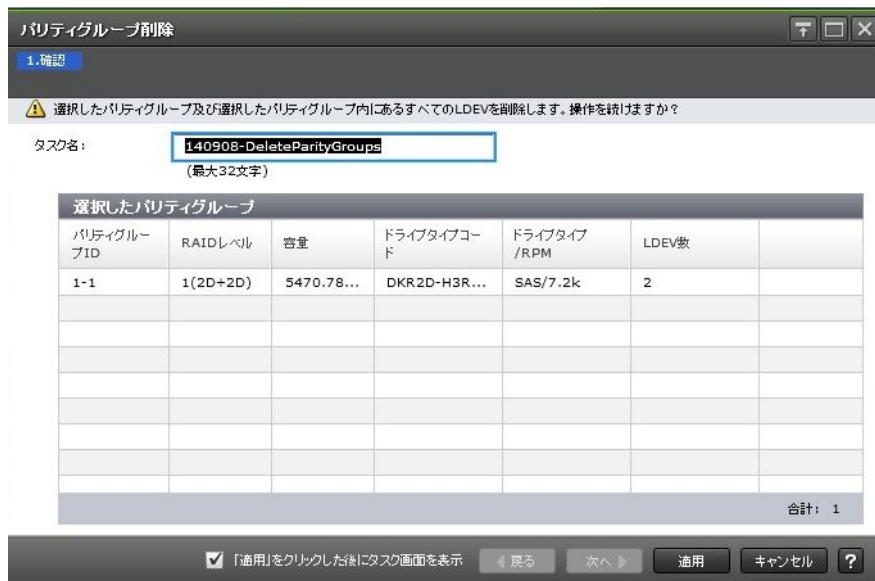 パリティグループ削除
1.確認
選択したパリティグループ及び選択したパリティグループ内にあるすべてのLDEVを削除します。操作を続けますか？
タスク名： 140908-DeleteParityGroups
(最大32文字)
選択したパリティグループ
パリティグループID RAIDレベル 容量 ドライブタイプコード ドライブタイプ/RPM LDEV数
1-1 1(2D+2D) 5470.78... DKR2D-H3R... SAS/7.2k 2
合計： 1
「適用」をクリックした後にタスク画面を表示 戻る 次へ 適用 キャンセル ?